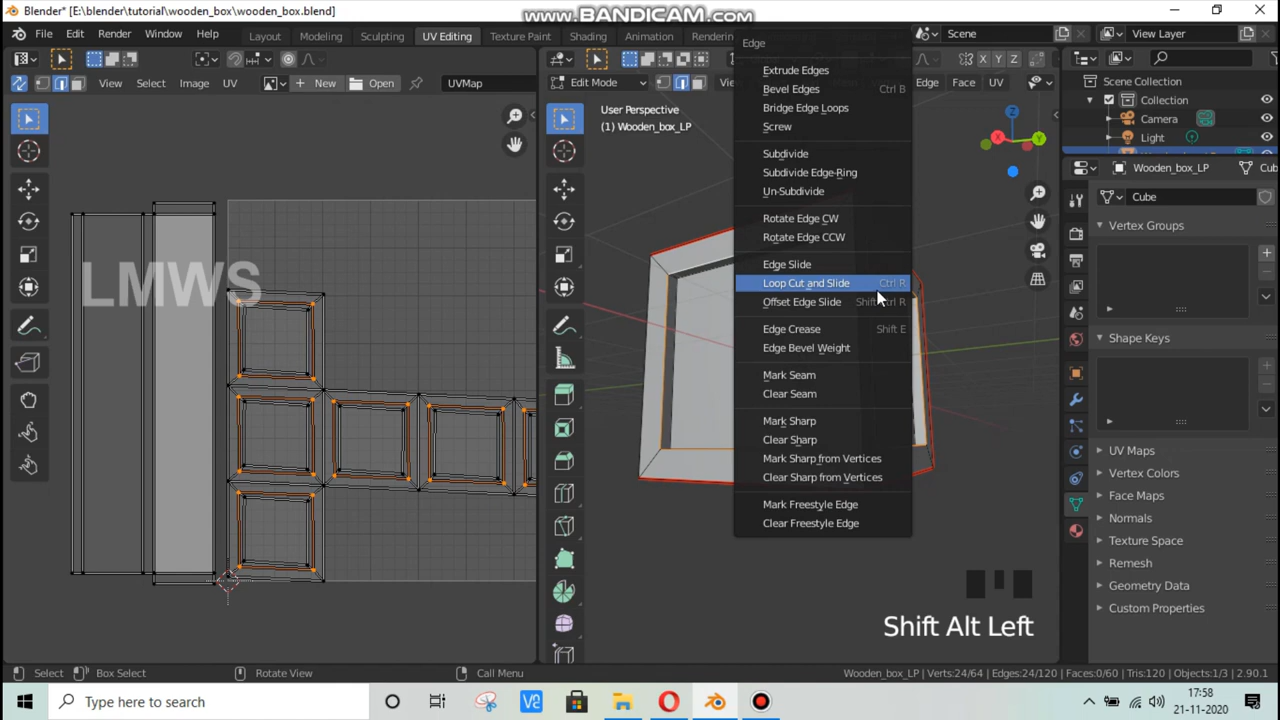 Blender* [E:\blender\tutorial\wooden_box\wooden_box.blend]
www.BANDICAM.com
File Edit Render Window Help
Layout Modeling Sculpting UV Editing Texture Paint Shading Animation Rendering
Scene View Layer
View Select Image UV New Open UVMap
Edit Mode
Edge Face UV
User Perspective
(1) Wooden_box_LP
Edge
Extrude Edges
Bevel Edges Ctrl B
Bridge Edge Loops
Screw
Subdivide
Subdivide Edge-Ring
Un-Subdivide
Rotate Edge CW
Rotate Edge CCW
Edge Slide
Loop Cut and Slide Ctrl R
Offset Edge Slide Shift Ctrl R
Edge Crease Shift E
Edge Bevel Weight
Mark Seam
Clear Seam
Mark Sharp
Clear Sharp
Mark Sharp from Vertices
Clear Sharp from Vertices
Mark Freestyle Edge
Clear Freestyle Edge
X Y Z
Z
X Y
LMWS
Shift Alt Left
Scene Collection
Collection
Camera
Light
Wooden_box_LP Cub
Cube
Vertex Groups
Shape Keys
UV Maps
Vertex Colors
Face Maps
Normals
Texture Space
Remesh
Geometry Data
Custom Properties
Select Box Select Rotate View Call Menu
Wooden_box_LP | Verts:24/64 | Edges:24/120 | Faces:0/60 | Tris:120 | Objects:1/3 | 2.90.1
Type here to search
17:58
21-11-2020